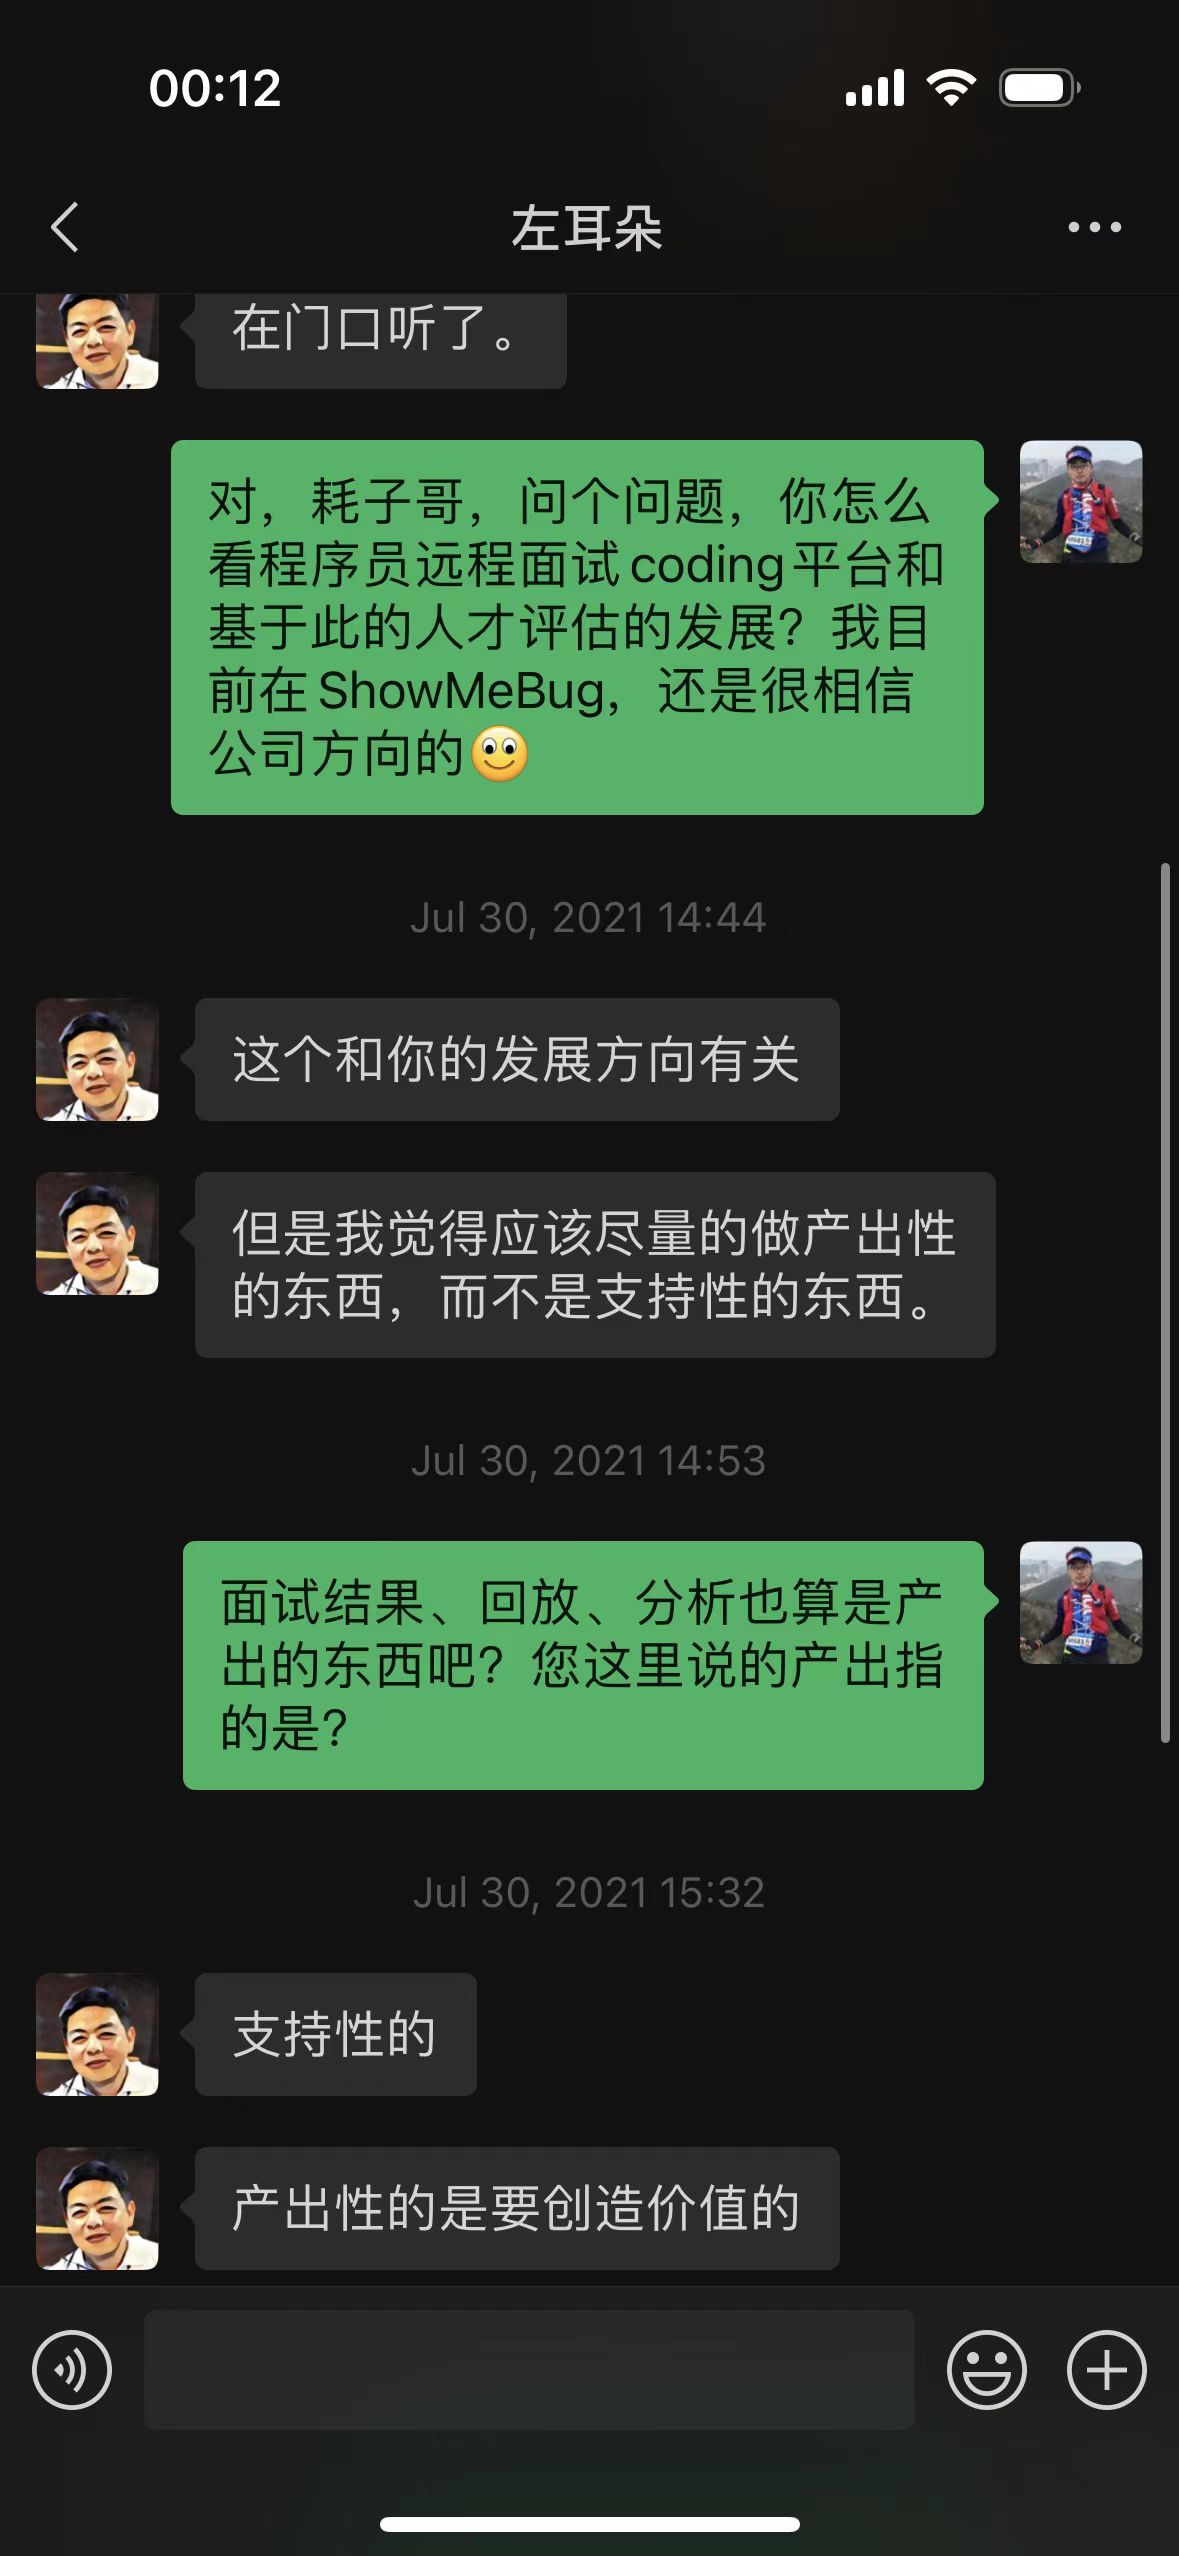 00:12
左耳朵
在门口听了。
对，耗子哥，问个问题，你怎么
看程序员远程面试coding平台和
基于此的人才评估的发展？我目
前在ShowMeBug，还是很相信
公司方向的
Jul 30, 2021 14:44
这个和你的发展方向有关
但是我觉得应该尽量的做产出性
的东西，而不是支持性的东西。
Jul 30, 2021 14:53
面试结果、回放、分析也算是产
出的东西吧？您这里说的产出指
的是?
Jul 30, 2021 15:32
支持性的
产出性的是要创造价值的